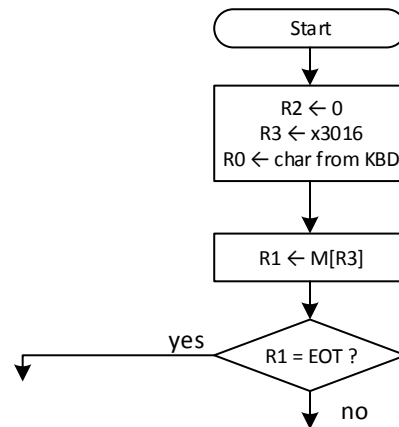 Start
R2 ← 0
R3 ← x3016
R0 ← char from KBD
R1 ← M[R3]
yes
R1 = EOT ?
no